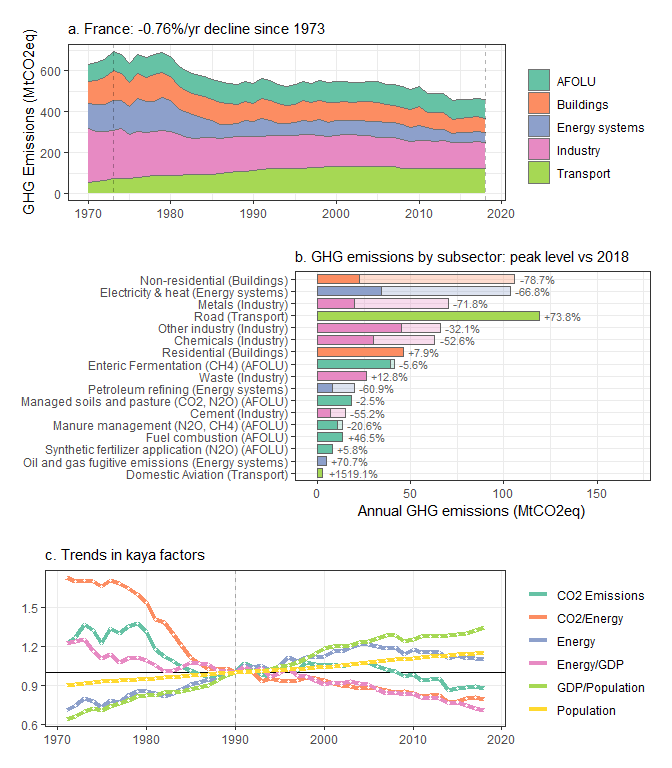 a. France: -0.76%/yr decline since 1973
GHG Emissions (MtCO2eq)
600
400
200
0
1970
1980
1990
2000
2010
2020
AFOLU
Buildings
Energy systems
Industry
Transport
b. GHG emissions by subsector: peak level vs 2018
Non-residential (Buildings) -78.7%
Electricity & heat (Energy systems) -66.8%
Metals (Industry) -71.8%
Road (Transport) +73.8%
Other industry (Industry) -32.1%
Chemicals (Industry) -52.6%
Residential (Buildings) +7.9%
Enteric Fermentation (CH4) (AFOLU) -5.6%
Waste (Industry) +12.8%
Petroleum refining (Energy systems) -60.9%
Managed soils and pasture (CO2, N2O) (AFOLU) -2.5%
Cement (Industry) -55.2%
Manure management (N2O, CH4) (AFOLU) -20.6%
Fuel combustion (AFOLU) +46.5%
Synthetic fertilizer application (N2O) (AFOLU) +5.8%
Oil and gas fugitive emissions (Energy systems) +70.7%
Domestic Aviation (Transport) +1519.1%
0
50
100
150
Annual GHG emissions (MtCO2eq)
c. Trends in kaya factors
1.5
1.2
0.9
0.6
1970
1980
1990
2000
2010
2020
CO2 Emissions
CO2/Energy
Energy
Energy/GDP
GDP/Population
Population